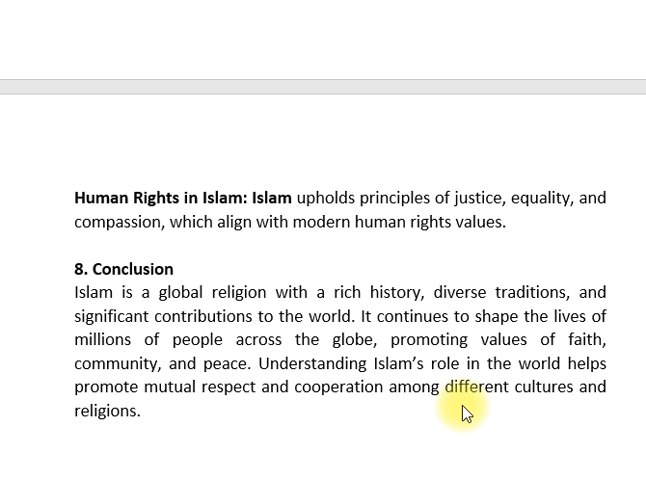 Human Rights in Islam: Islam upholds principles of justice, equality, and
compassion, which align with modern human rights values.
8. Conclusion
Islam is a global religion with a rich history, diverse traditions, and
significant contributions to the world. It continues to shape the lives of
millions of people across the globe, promoting values of faith,
community, and peace. Understanding Islam’s role in the world helps
promote mutual respect and cooperation among different cultures and
religions.